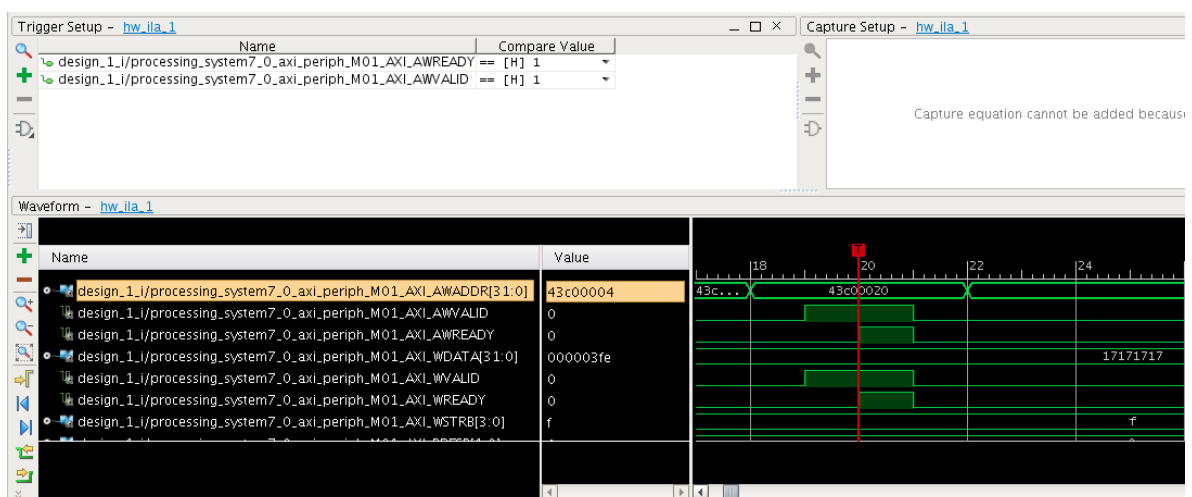 Trigger Setup - hw_ila_1
Name Compare Value
design_1_i/processing_system7_0_axi_periph_M01_AXI_AWREADY == [H] 1
design_1_i/processing_system7_0_axi_periph_M01_AXI_AWVALID == [H] 1
Capture Setup - hw_ila_1
Capture equation cannot be added because
Waveform - hw_ila_1
Name Value
T
18 20 22 24
design_1_i/processing_system7_0_axi_periph_M01_AXI_AWADDR[31:0] 43c00004 43c... 43c00020
design_1_i/processing_system7_0_axi_periph_M01_AXI_AWVALID 0
design_1_i/processing_system7_0_axi_periph_M01_AXI_AWREADY 0
design_1_i/processing_system7_0_axi_periph_M01_AXI_WDATA[31:0] 000003fe 17171717
design_1_i/processing_system7_0_axi_periph_M01_AXI_WVALID 0
design_1_i/processing_system7_0_axi_periph_M01_AXI_WREADY 0
design_1_i/processing_system7_0_axi_periph_M01_AXI_WSTRB[3:0] f f